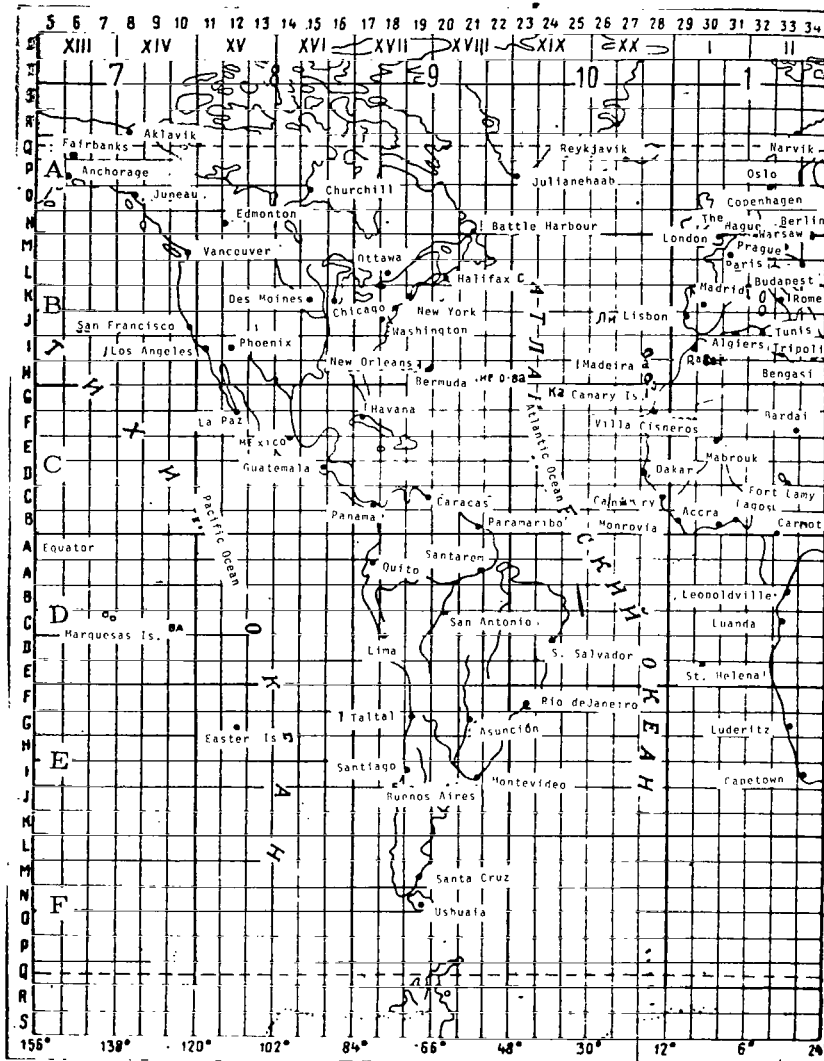 5 6 7 8 9 10 11 12 13 14 15 16 17 18 19 20 21 22 23 24 25 26 27 28 29 30 31 32 33 34
XIII XIV XV XVI XVII XVIII XIX XX I II
7 8 9 10 1
R
Aklavik
Q
Fairbanks
Reykjavik
Narvik
A
P
Anchorage
Julianehaab
Oslo
O
Juneau
Churchill
Copenhagen
N
Edmonton
The Hague
Berlin
Battle Harbour
London
Warsaw
M
Vancouver
Prague
Paris
L
Ottawa
Halifax
Budapest
B
K
Des Moines
Chicago
New York
Madrid
Rome
J
San Francisco
Washington
Lisbon
Tunis
I
Los Angeles
Phoenix
Algiers
Tripoli
New Orleans
Madeira
Rabat
H
Bermuda
Bengasi
G
Canary Is.
F
La Paz
Havana
Villa Cisneros
Bardai
E
Mexico
Mabrouk
C
D
Guatemala
Dakar
C
Caracas
Conakry
Fort Lamy
Lagos
B
Panama
Paramaribo
Monrovia
Accra
Carnot
Pacific Ocean
Atlantic Ocean
A
Equator
Santarem
A
Quito
B
Leopoldville
D
C
San Antonio
Luanda
D
Marquesas Is.
Lima
S. Salvador
E
St. Helena
F
Rio de Janeiro
G
Taltal
Luderitz
Easter Is.
Asunción
H
E
I
Santiago
Montevideo
Capetown
J
Buenos Aires
K
L
M
Santa Cruz
N
F
O
Ushuaia
P
Q
R
S
ТИХИЙ ОКЕАН
АТЛАНТИЧЕСКИЙ ОКЕАН
156° 138° 120° 102° 84° 66° 48° 30° 12° 6°